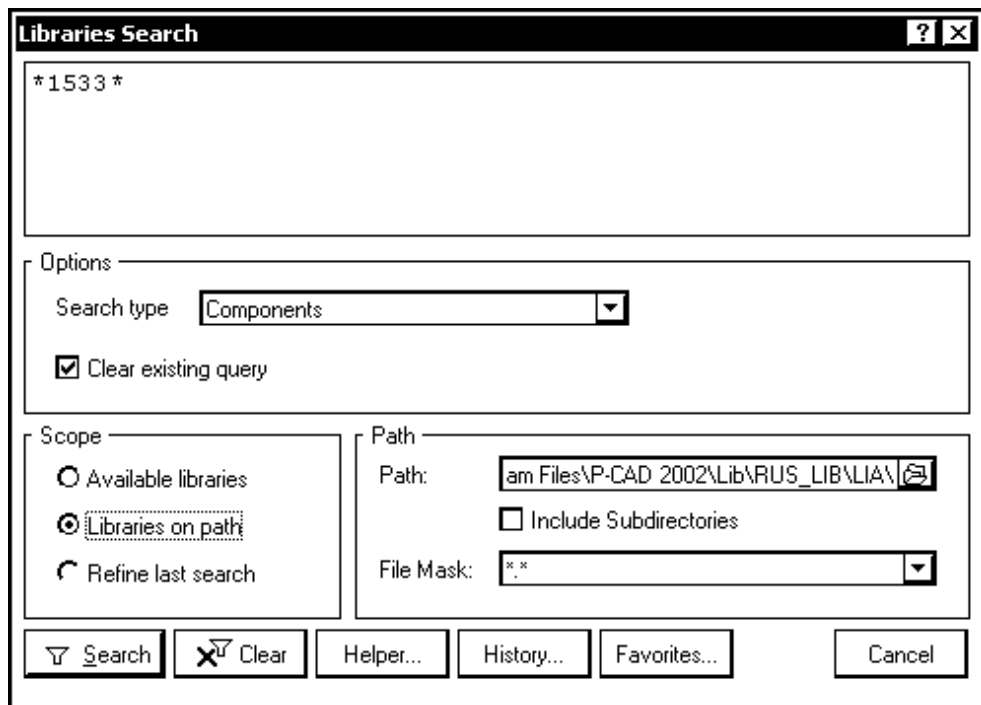 Libraries Search
*1533*
Options
Search type Components
Clear existing query
Scope
Available libraries
Libraries on path
Refine last search
Path
Path: am Files\P-CAD 2002\Lib\RUS_LIB\LIA\
Include Subdirectories
File Mask: *.*
Search Clear Helper... History... Favorites... Cancel